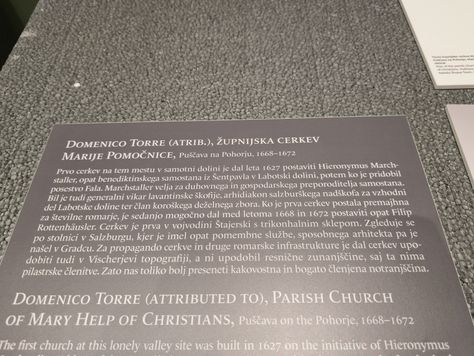 DOMENICO TORRE (ATRIB.), ŽUPNIJSKA CERKEV
MARIJE POMOČNICE, Puščava na Pohorju, 1668–1672
Prvo cerkev na tem mestu v samotni dolini je dal leta 1627 postaviti Hieronymus March-
staller, opat benediktinskega samostana iz Šentpavla v Labotski dolini, potem ko je pridobil
posestvo Fala. Marchstaller velja za duhovnega in gospodarskega preporoditelja samostana.
Bil je tudi generalni vikar lavantinske škofije, arhidiakon salzburškega nadškofa za vzhodni
del Labotske doline ter član koroškega deželnega zbora. Ko je prva cerkev postala premajhna
za številne romarje, je sedanjo mogočno dal med letoma 1668 in 1672 postaviti opat Filip
Rottenhäusler. Cerkev je prva v vojvodini Štajerski s trikonhalnim sklepom. Zgleduje se
po stolnici v Salzburgu, kjer je imel opat pomembne službe, sposobnega arhitekta pa je
našel v Gradcu. Za propagando cerkve in druge romarske infrastrukture je dal cerkev upo-
dobiti tudi v Vischerjevi topografiji, a ni upodobil resnične zunanjščine, saj ta nima
pilastrske členitve. Zato nas toliko bolj preseneti kakovostna in bogato členjena notranjščina.
DOMENICO TORRE (ATTRIBUTED TO), PARISH CHURCH
OF MARY HELP OF CHRISTIANS, Puščava on the Pohorje, 1668–1672
The first church at this lonely valley site was built in 1627 on the initiative of Hieronymus